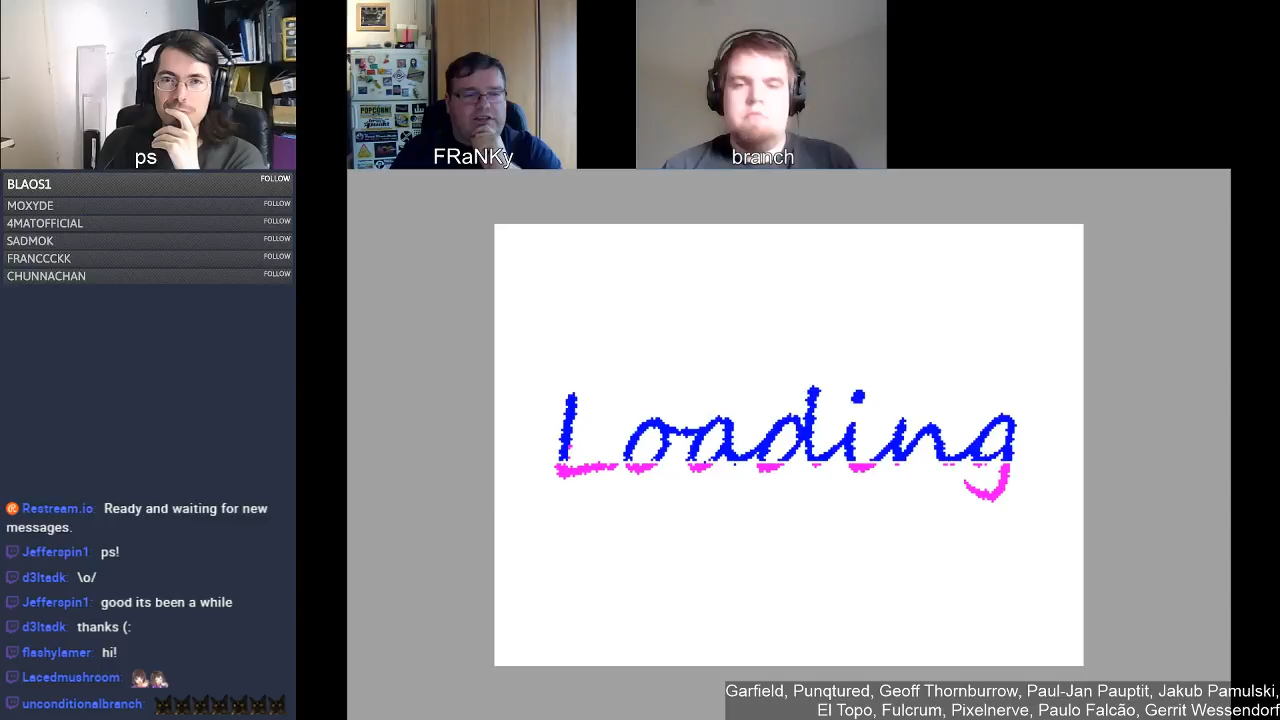 ps
FRaNKy
branch
POPCORN!
BLAOS1 FOLLOW
MOXYDE FOLLOW
4MATOFFICIAL FOLLOW
SADMOK FOLLOW
FRANCCCKK FOLLOW
CHUNNACHAN FOLLOW
Loading
Restream.io: Ready and waiting for new
messages.
Jefferspin1: ps!
d3ltadk: \o/
Jefferspin1: good its been a while
d3ltadk: thanks (:
flashylamer: hi!
Lacedmushroom:
unconditionalbranch:
Garfield, Punqtured, Geoff Thornburrow, Paul-Jan Pauptit, Jakub Pamulski,
El Topo, Fulcrum, Pixelnerve, Paulo Falcão, Gerrit Wessendorf